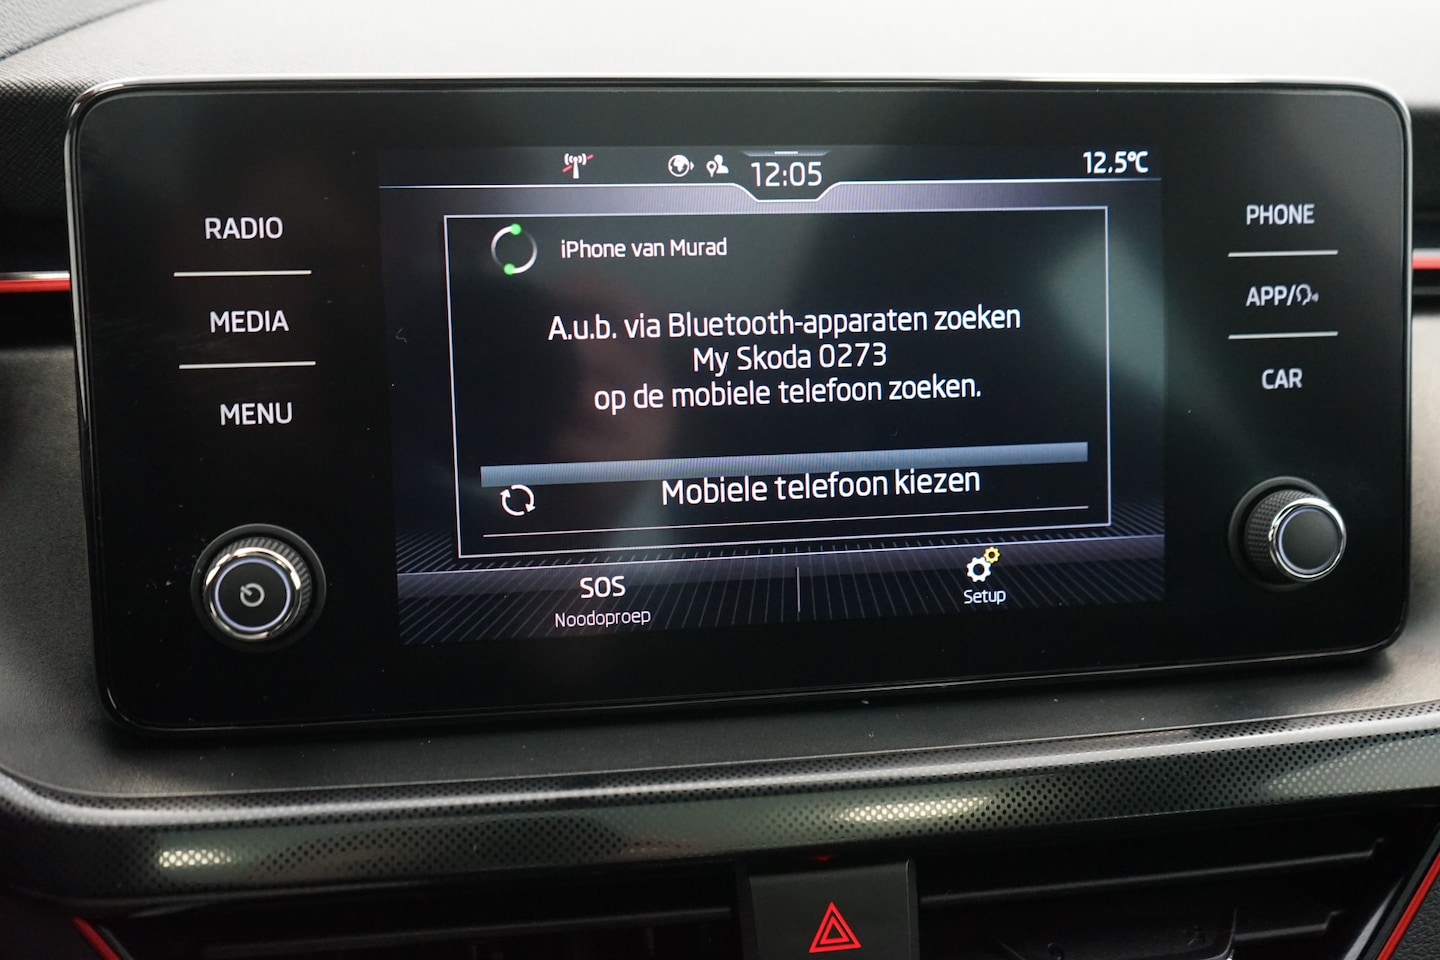 12:05
12.5°C
RADIO
MEDIA
MENU
iPhone van Murad
A.u.b. via Bluetooth-apparaten zoeken
My Skoda 0273
op de mobiele telefoon zoeken.
Mobiele telefoon kiezen
SOS
Noodoproep
Setup
PHONE
APP/
CAR